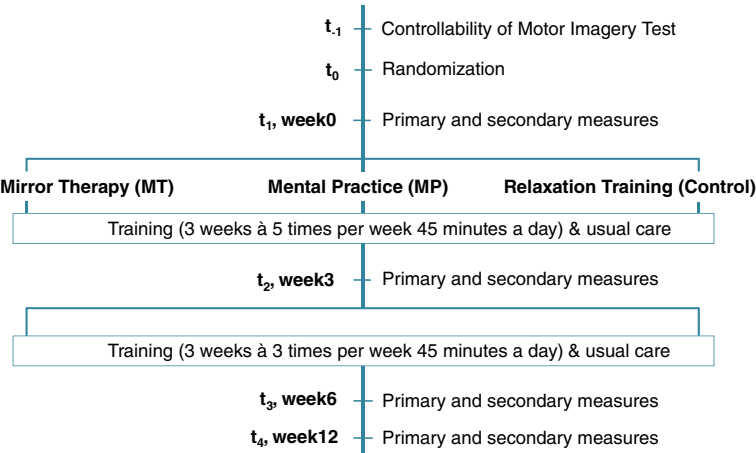 t-1 Controllability of Motor Imagery Test
t0 Randomization
t1, week0 Primary and secondary measures
Mirror Therapy (MT) Mental Practice (MP) Relaxation Training (Control)
Training (3 weeks à 5 times per week 45 minutes a day) & usual care
t2, week3 Primary and secondary measures
Training (3 weeks à 3 times per week 45 minutes a day) & usual care
t3, week6 Primary and secondary measures
t4, week12 Primary and secondary measures